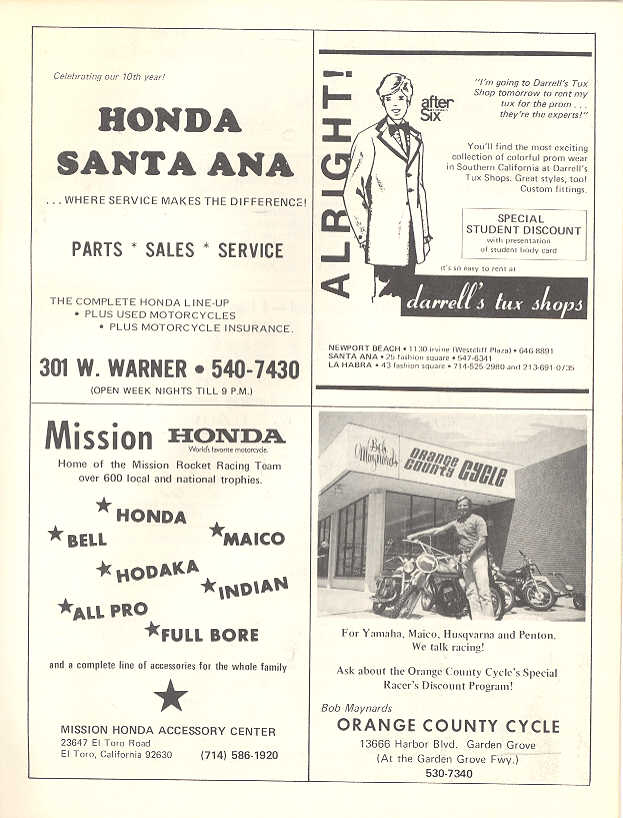 Celebrating our 10th year!
HONDA
SANTA ANA
. . . WHERE SERVICE MAKES THE DIFFERENCE!
PARTS * SALES * SERVICE
THE COMPLETE HONDA LINE-UP
• PLUS USED MOTORCYCLES
• PLUS MOTORCYCLE INSURANCE.
301 W. WARNER • 540-7430
(OPEN WEEK NIGHTS TILL 9 P.M.)
ALRIGHT!
after
Six
"I'm going to Darrell's Tux
Shop tomorrow to rent my
tux for the prom . . .
they're the experts!"
You'll find the most exciting
collection of colorful prom wear
in Southern California at Darrell's
Tux Shops. Great styles, too!
Custom fittings.
SPECIAL
STUDENT DISCOUNT
with presentation
of student body card
it's so easy to rent at
darrell's tux shops
NEWPORT BEACH • 1130 irvine (Westcliff Plaza) • 646-8891
SANTA ANA • 25 fashion square • 547-6341
LA HABRA • 43 fashion square • 714-525-2980 and 213-691-0735
Mission HONDA
World's favorite motorcycle.
Home of the Mission Rocket Racing Team
over 600 local and national trophies.
HONDA
BELL
MAICO
HODAKA
INDIAN
ALL PRO
FULL BORE
and a complete line of accessories for the whole family
MISSION HONDA ACCESSORY CENTER
23647 El Toro Road
El Toro, California 92630 (714) 586-1920
Bob
Maynards
ORANGE
COUNTY CYCLE
For Yamaha, Maico, Husqvarna and Penton.
We talk racing!
Ask about the Orange County Cycle's Special
Racer's Discount Program!
Bob Maynards
ORANGE COUNTY CYCLE
13666 Harbor Blvd. Garden Grove
(At the Garden Grove Fwy.)
530-7340